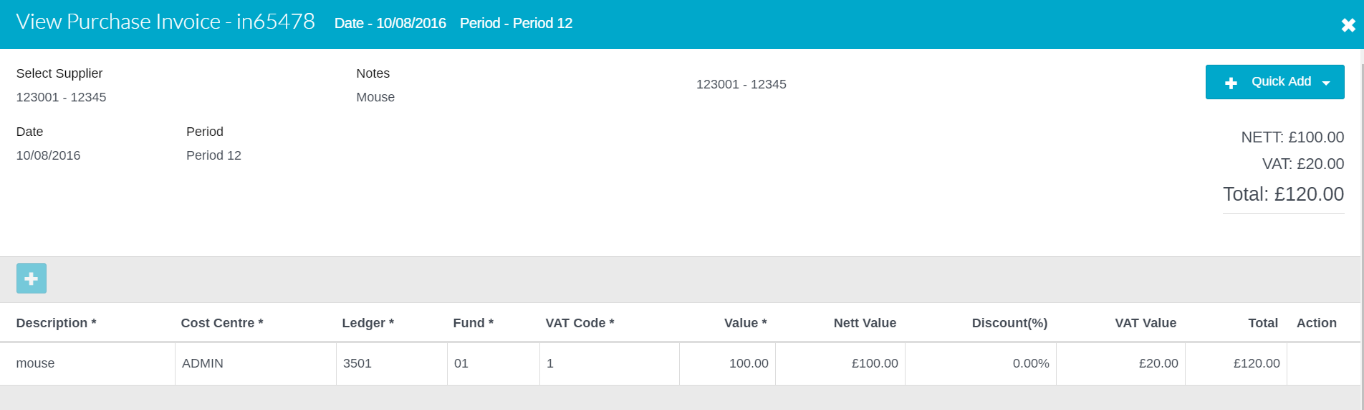 View Purchase Invoice - in65478 Date - 10/08/2016 Period - Period 12
Select Supplier Notes
123001 - 12345 Mouse 123001 - 12345 Quick Add
Date Period
10/08/2016 Period 12
NETT: £100.00
VAT: £20.00
Total: £120.00
Description * Cost Centre * Ledger * Fund * VAT Code * Value * Nett Value Discount(%) VAT Value Total Action
mouse ADMIN 3501 01 1 100.00 £100.00 0.00% £20.00 £120.00